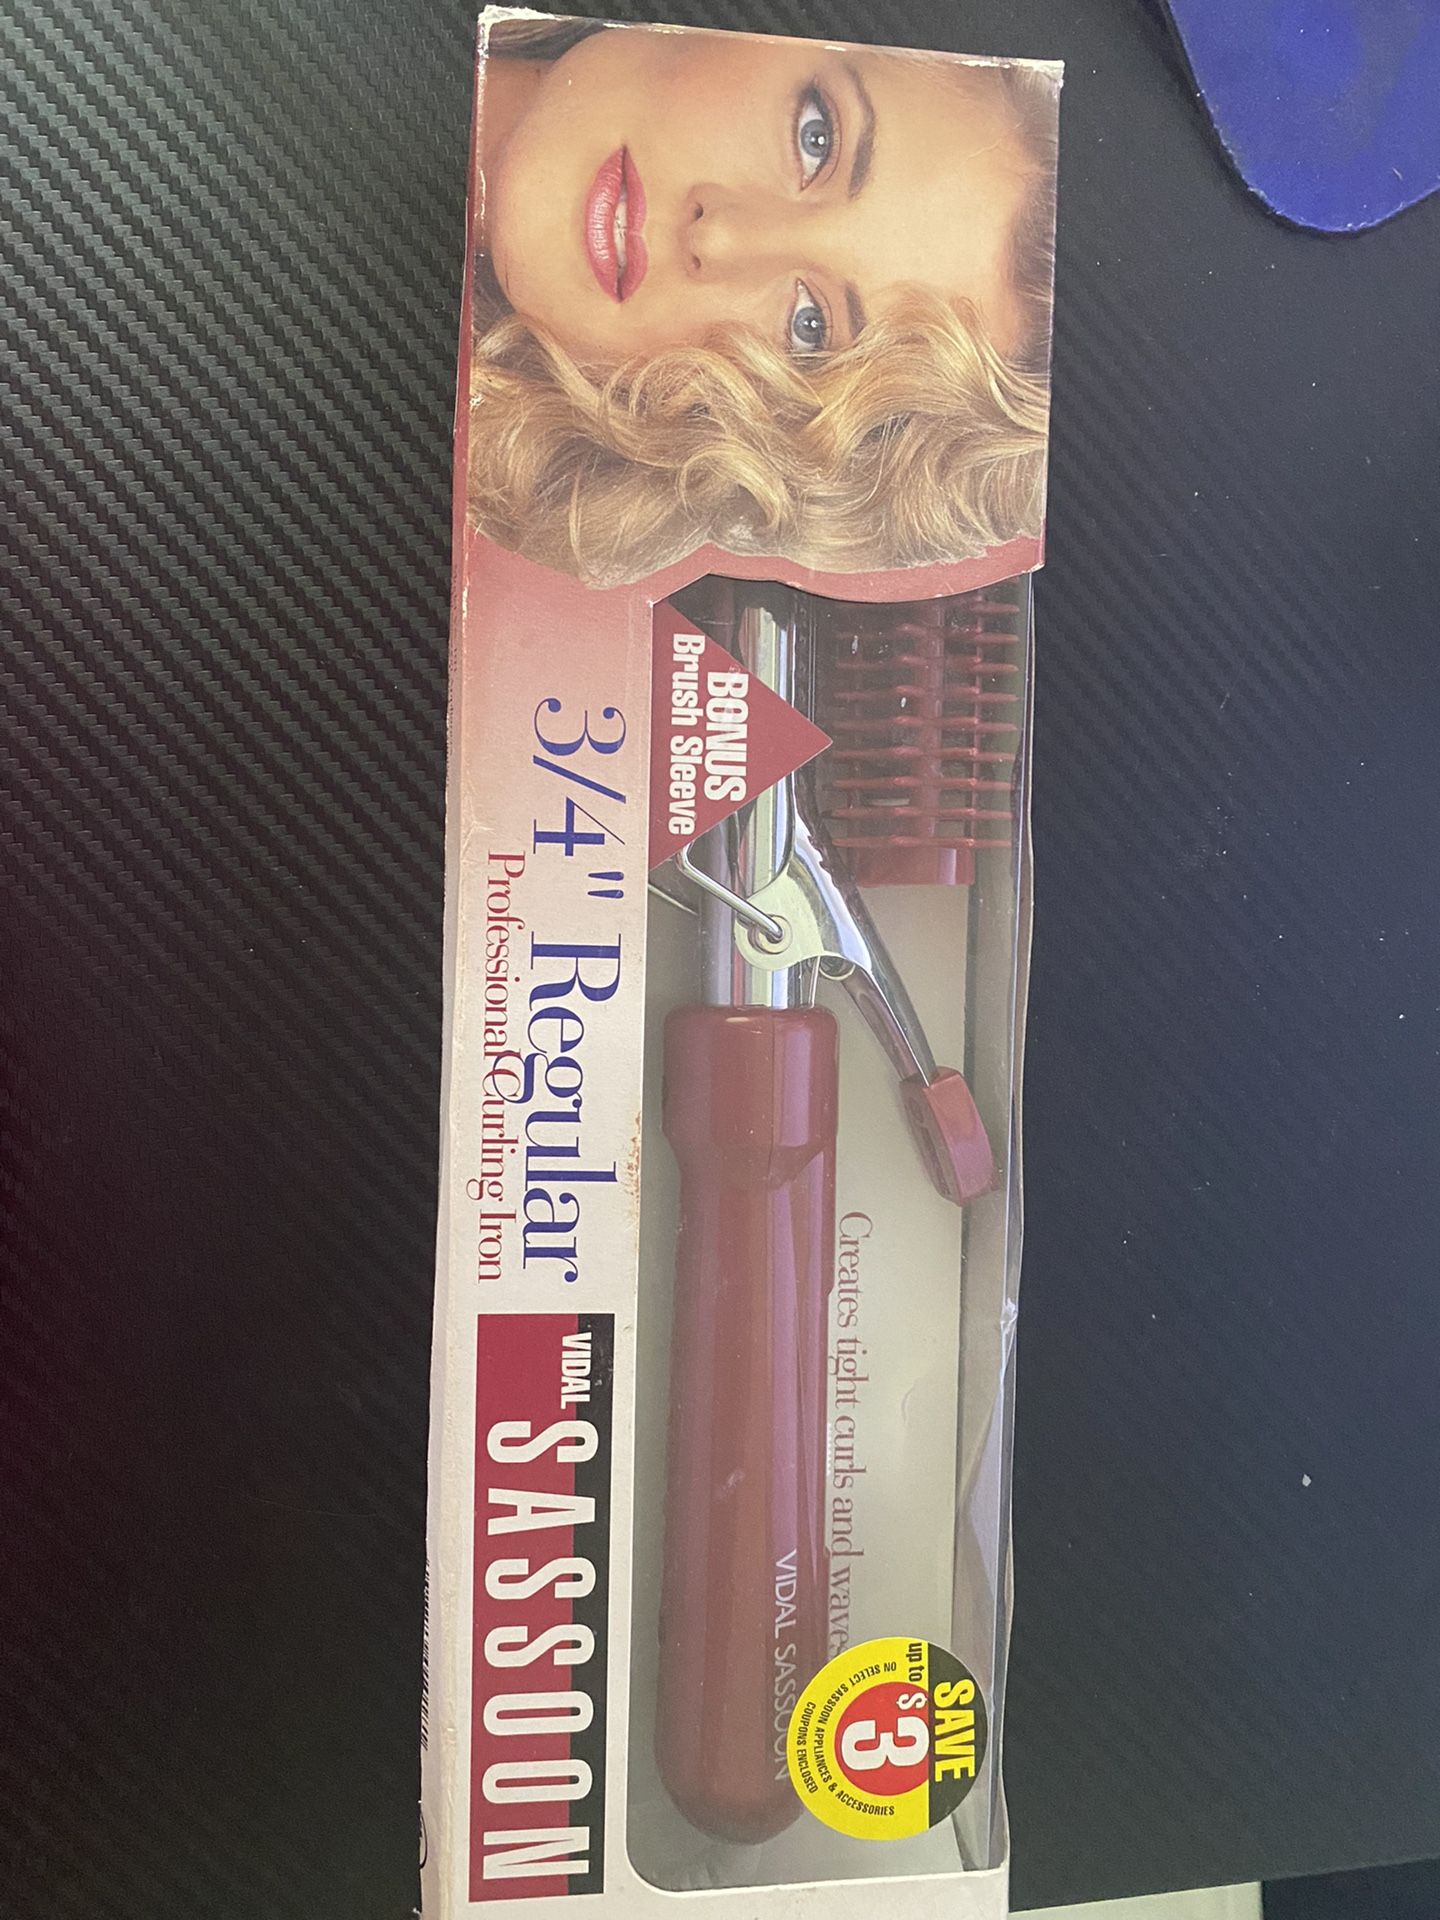 BONUS
Brush Sleeve
3/4" Regular
Professional Curling Iron
VIDAL
SASSOON
Creates tight curls and waves
VIDAL SASSOON
SAVE
up to
$3
ON SELECT SASSOON APPLIANCES & ACCESSORIES
COUPONS ENCLOSED